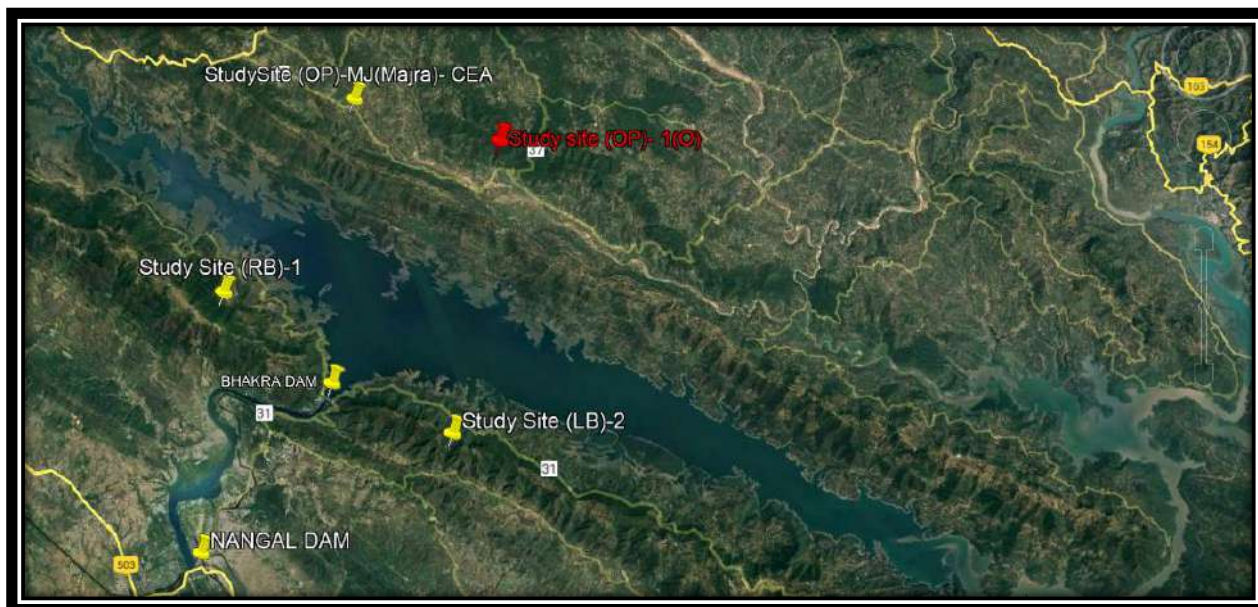 StudySite (OP)-MJ(Majra)- CEA
103
Study site (OP)- 1(O)
37
154
Study Site (RB)-1
BHAKRA DAM
31
Study Site (LB)-2
31
NANGAL DAM
503